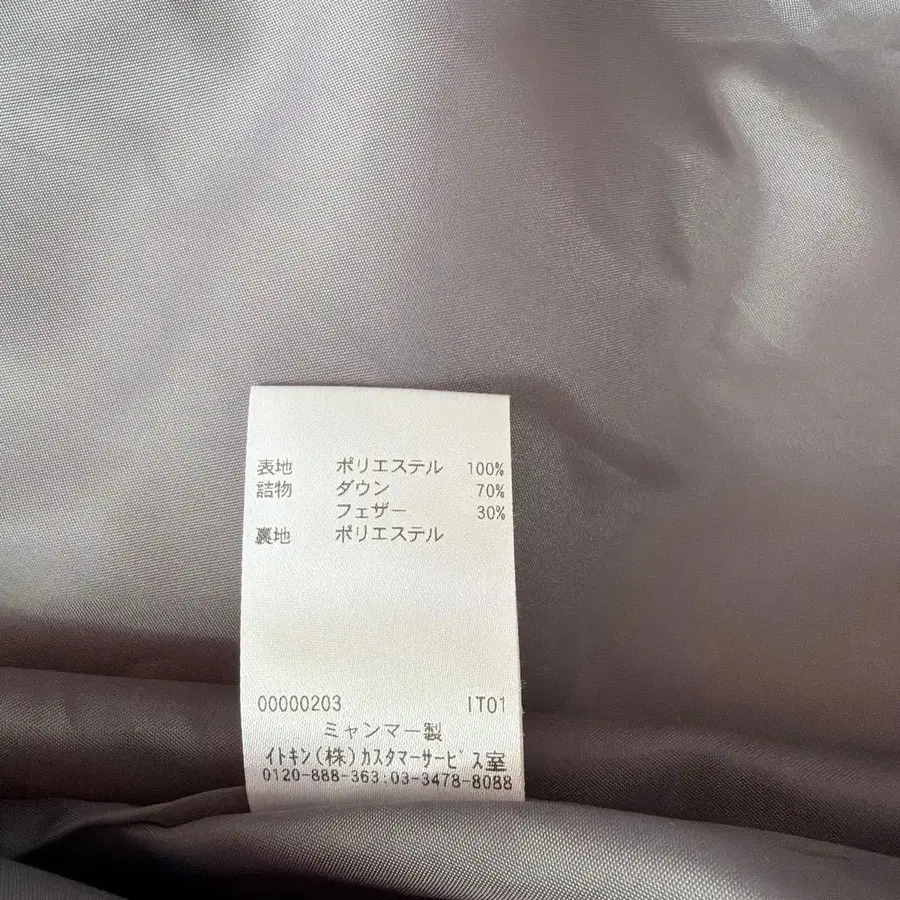 表地 ポリエステル 100%
詰物 ダウン 70%
フェザー 30%
裏地 ポリエステル
00000203 IT01
ミャンマー製
ｲﾄｷﾝ(株)ｶｽﾀﾏｰｻｰﾋﾞｽ室
0120-888-363:03-3478-8088